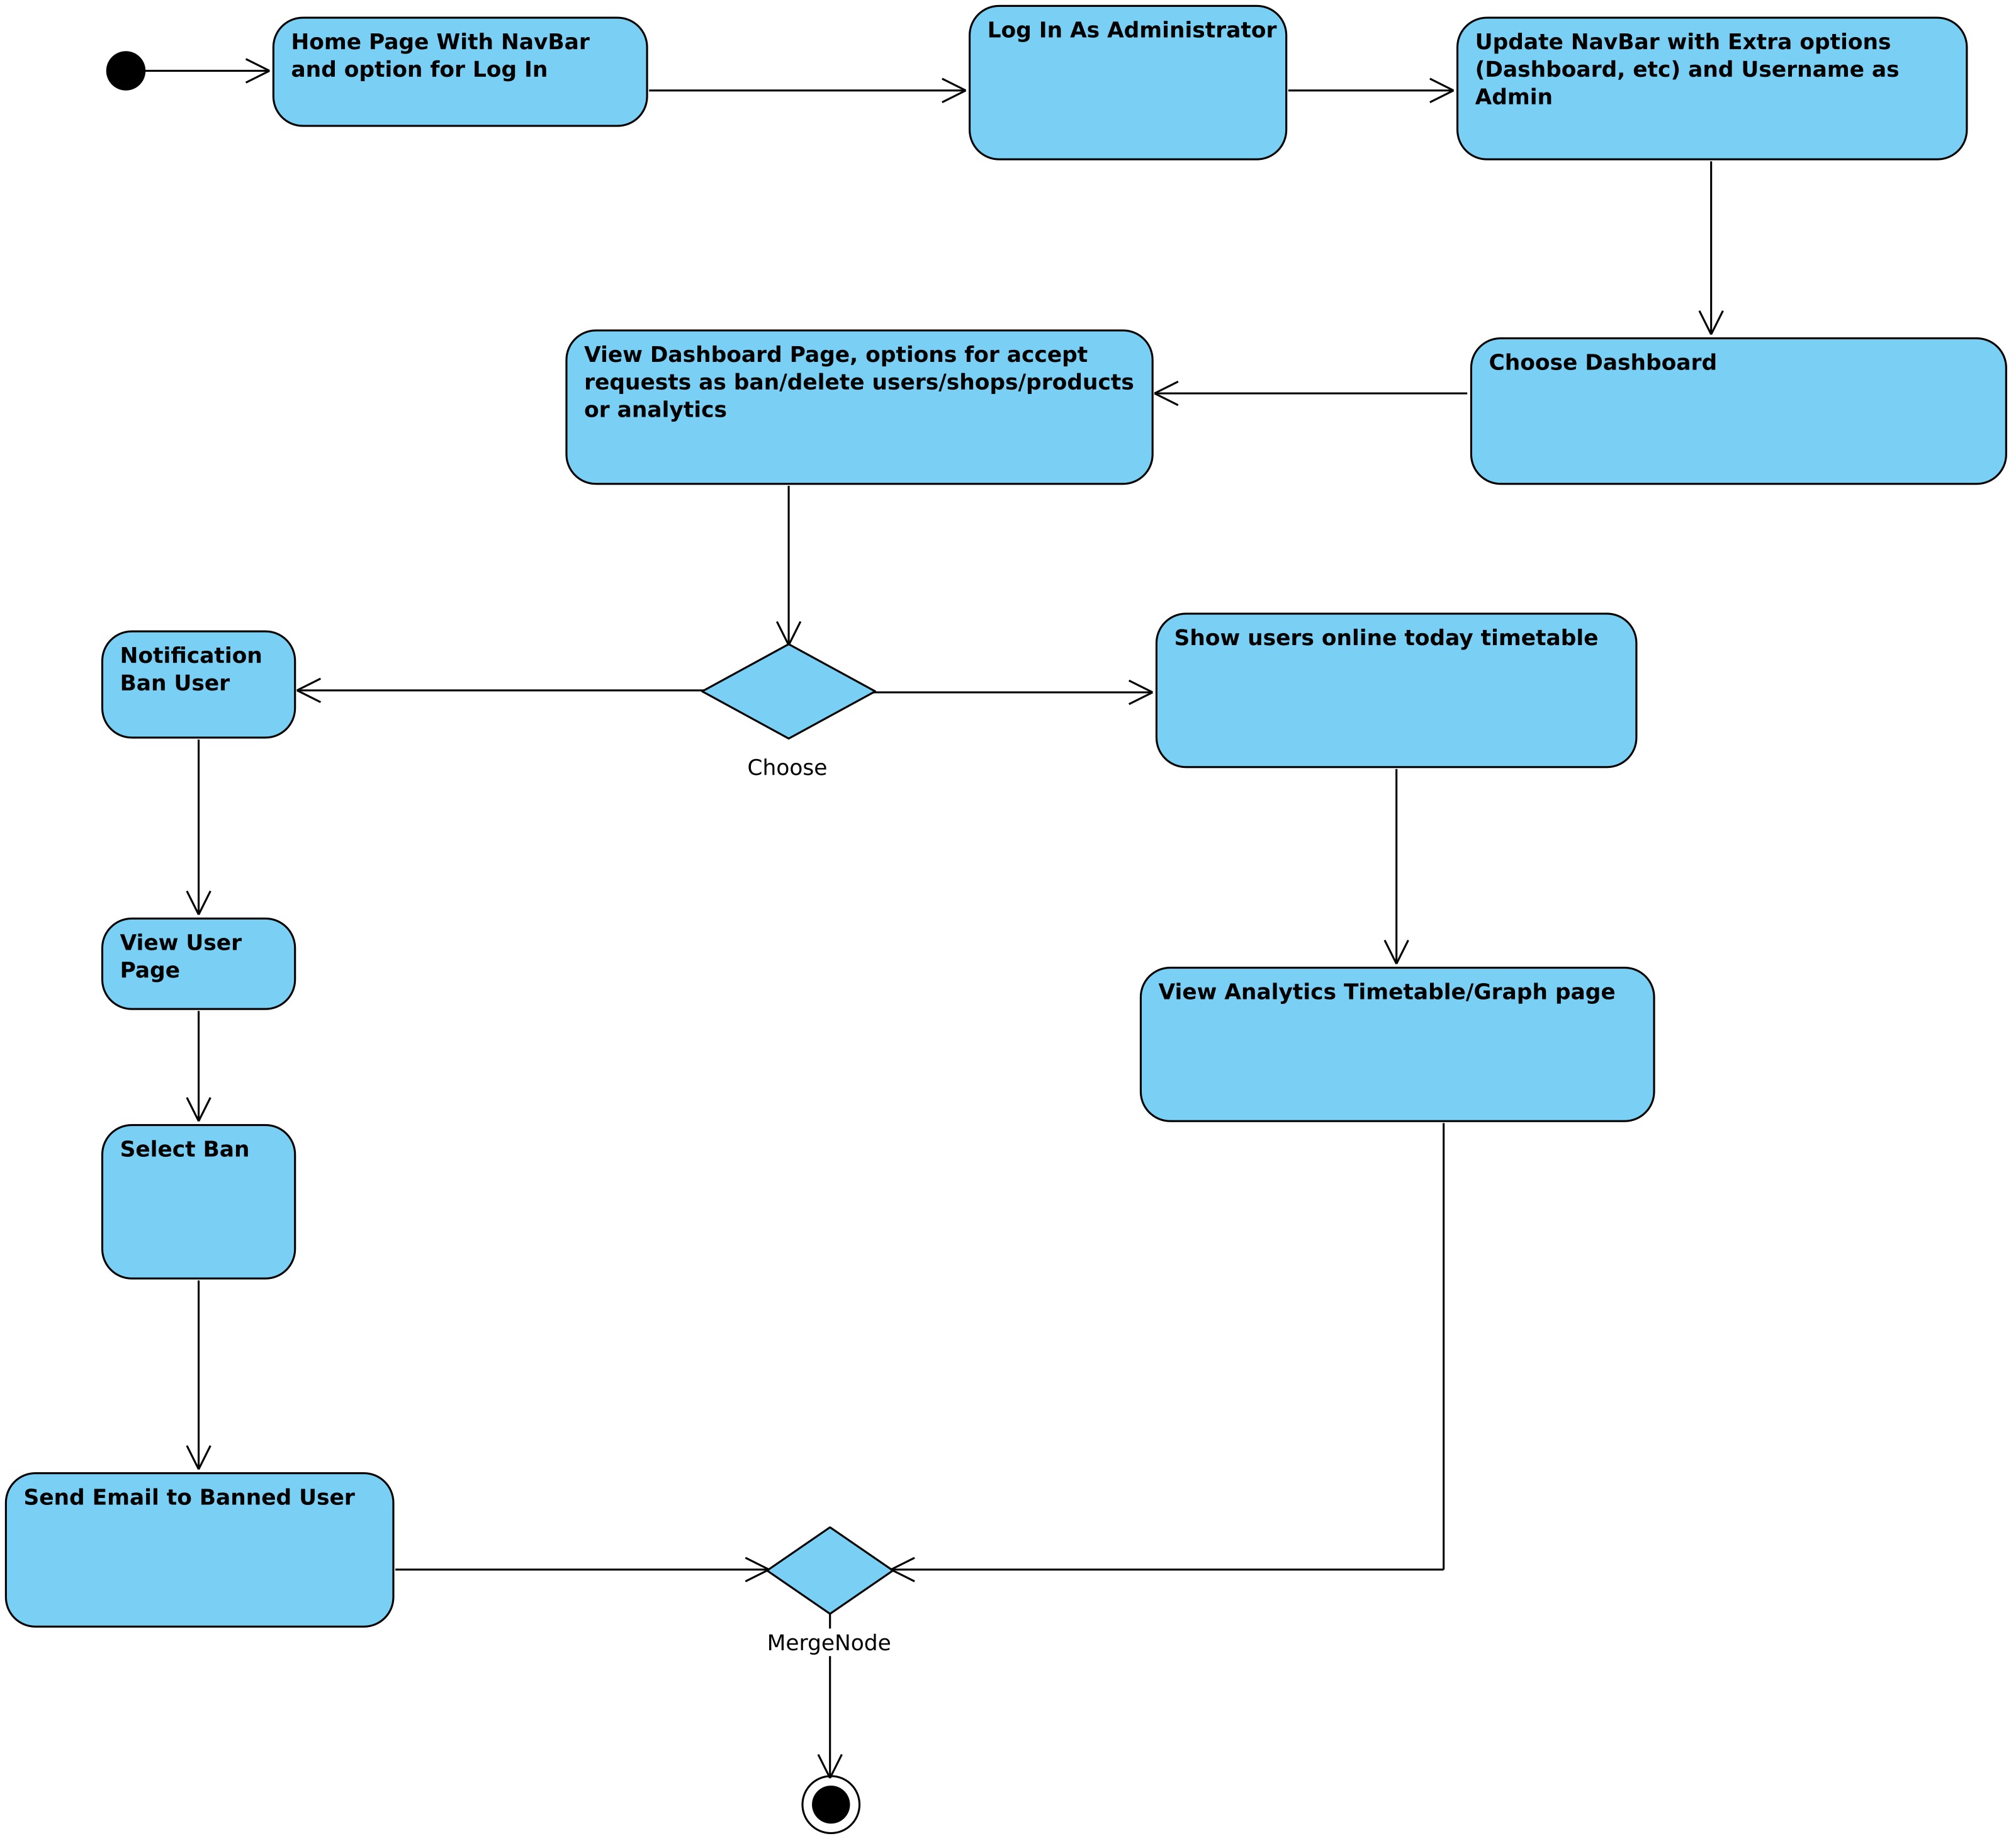 Home Page With NavBar
and option for Log In
Log In As Administrator
Update NavBar with Extra options
(Dashboard, etc) and Username as
Admin
View Dashboard Page, options for accept
requests as ban/delete users/shops/products
or analytics
Choose Dashboard
Notification
Ban User
Choose
Show users online today timetable
View User
Page
View Analytics Timetable/Graph page
Select Ban
Send Email to Banned User
MergeNode